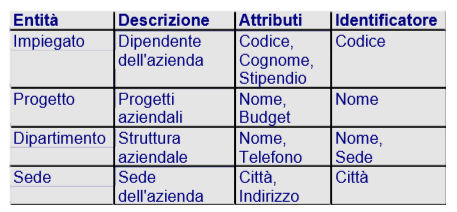 Entità Descrizione Attributi Identificatore
Impiegato Dipendente Codice, Codice
dell'azienda Cognome,
Stipendio
Progetto Progetti Nome, Nome
aziendali Budget
Dipartimento Struttura Nome, Nome,
aziendale Telefono Sede
Sede Sede Città, Città
dell'azienda Indirizzo